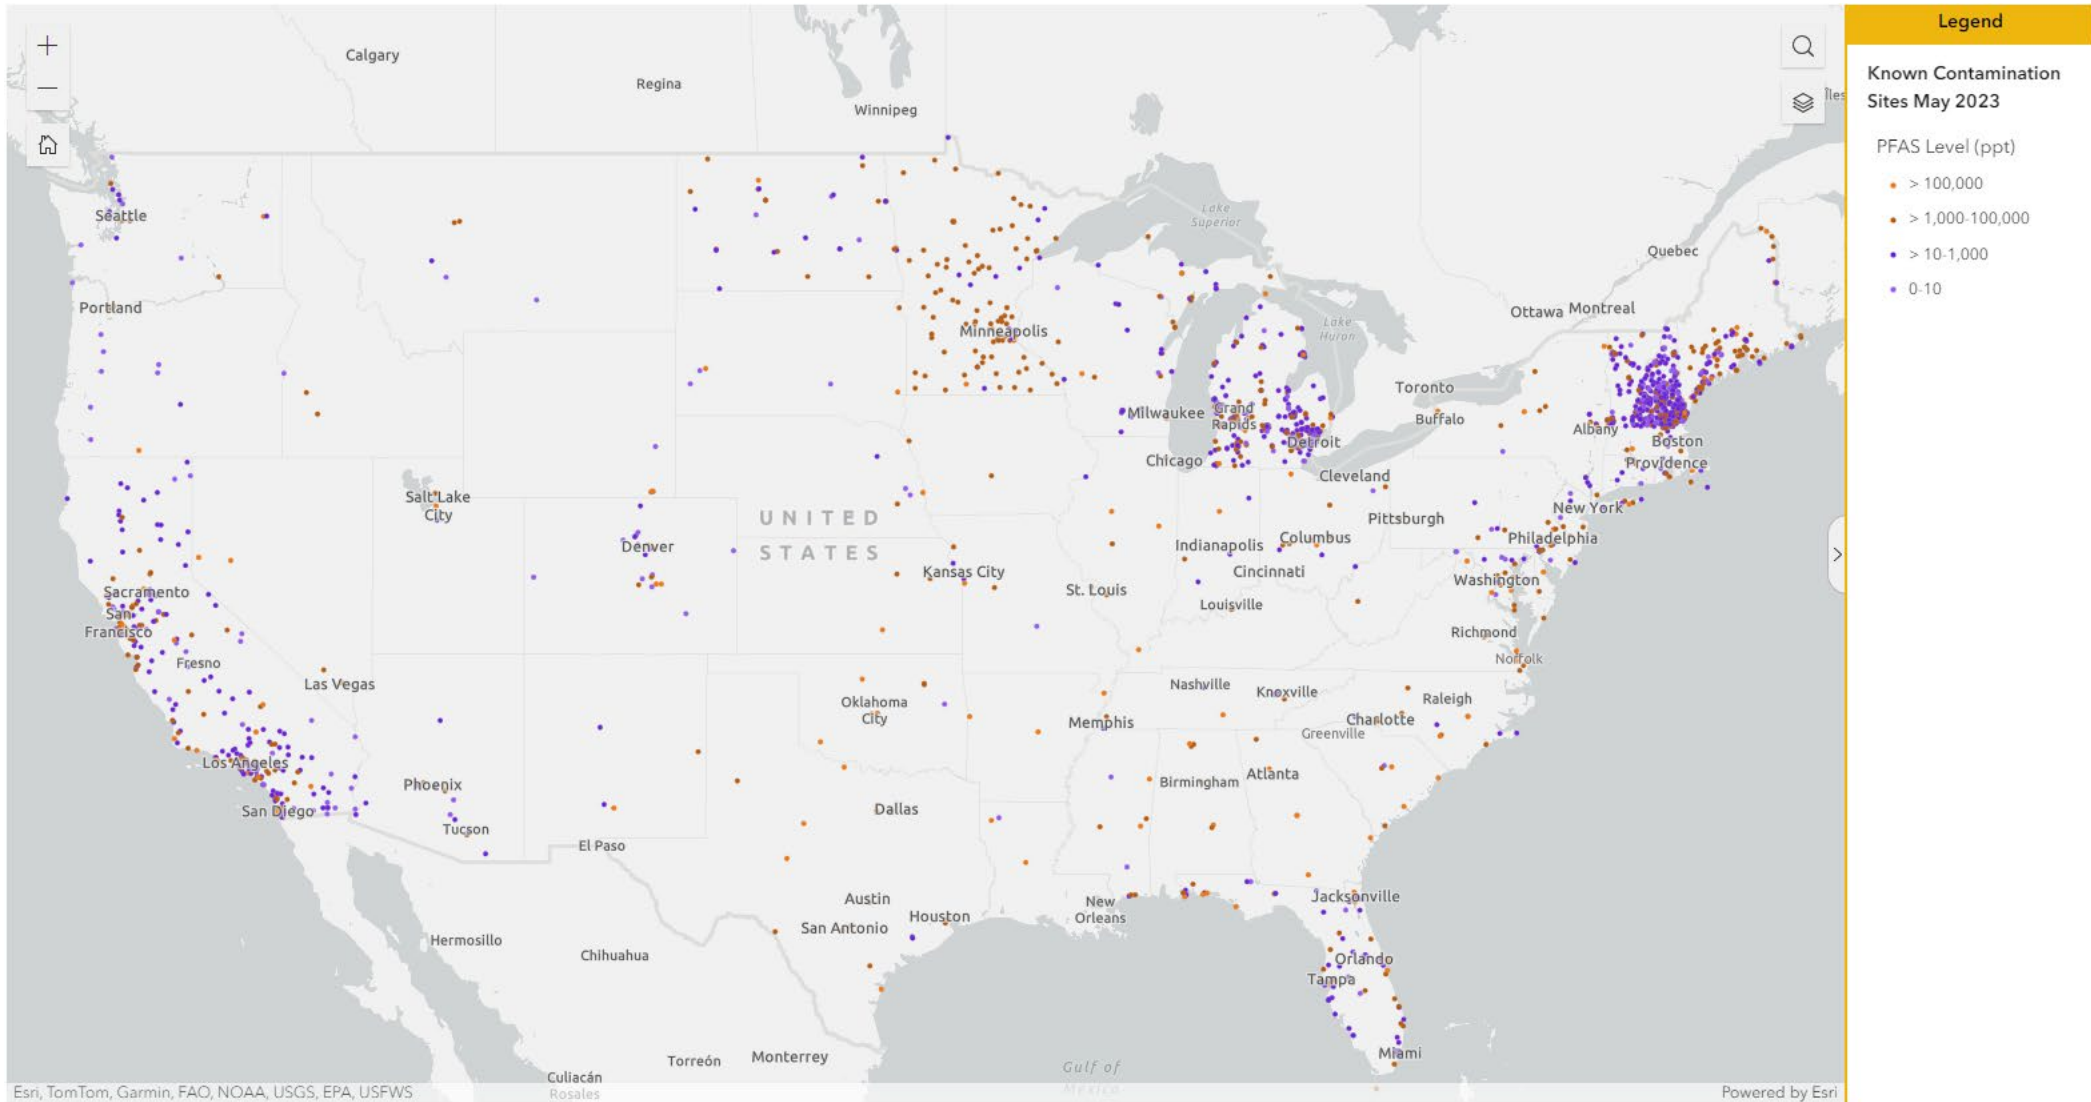 Legend
Known Contamination
Sites May 2023
PFAS Level (ppt)
> 100,000
> 1,000-100,000
> 10-1,000
0-10
Calgary
Regina
Winnipeg
Îles
Seattle
Lake
Superior
Quebec
Portland
Ottawa
Montreal
Minneapolis
Lake
Huron
Toronto
Milwaukee
Grand
Rapids
Buffalo
Albany
Detroit
Boston
Chicago
Providence
Cleveland
Salt Lake
City
New York
UNITED
STATES
Pittsburgh
Denver
Indianapolis
Columbus
Philadelphia
Kansas City
Cincinnati
Washington
Sacramento
St. Louis
San
Francisco
Louisville
Richmond
Fresno
Norfolk
Las Vegas
Nashville
Knoxville
Raleigh
Oklahoma
City
Memphis
Charlotte
Greenville
Los Angeles
Phoenix
Birmingham
Atlanta
San Diego
Dallas
Tucson
El Paso
Austin
New
Orleans
Jacksonville
Houston
San Antonio
Hermosillo
Chihuahua
Orlando
Tampa
Miami
Torreón
Monterrey
Gulf of
Mexico
Culiacán
Rosales
Esri, TomTom, Garmin, FAO, NOAA, USGS, EPA, USFWS
Powered by Esri